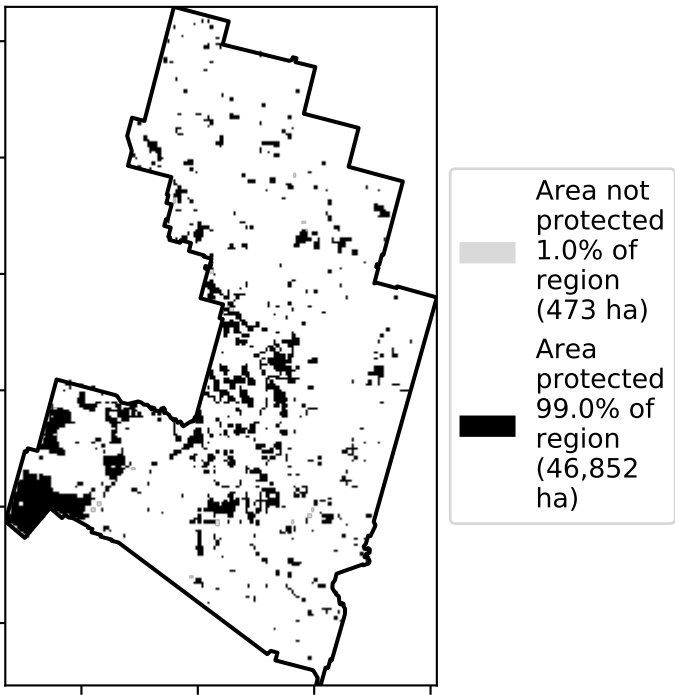 Area not
protected
1.0% of
region
(473 ha)
Area
protected
99.0% of
region
(46,852
ha)